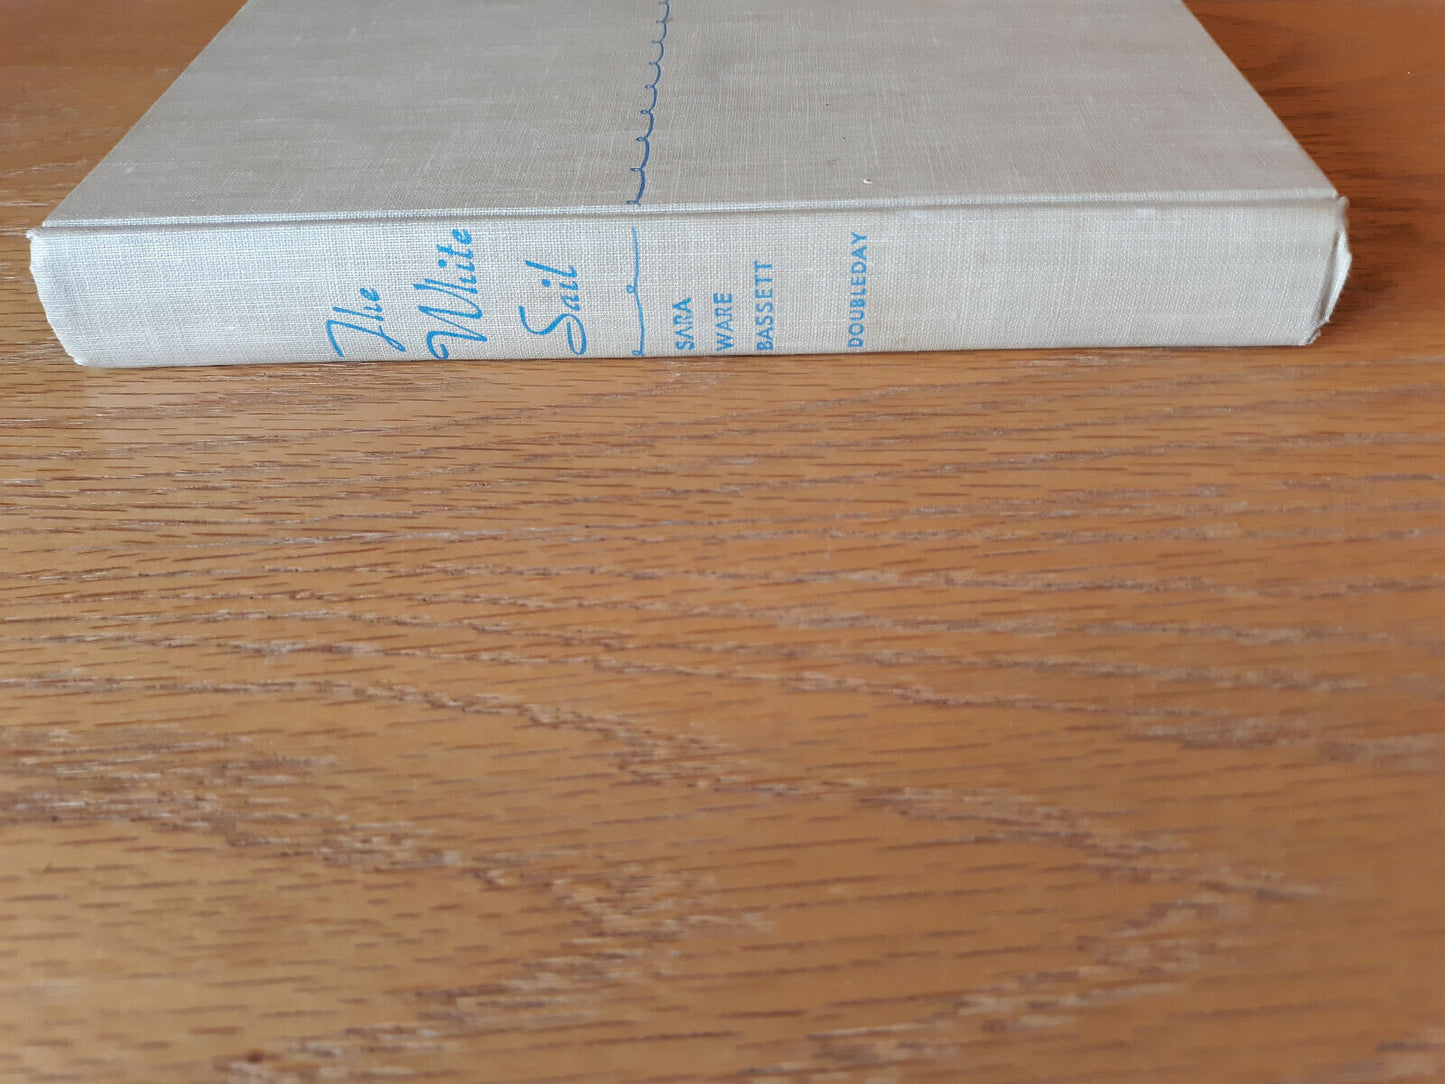 The
White
Sail
SARA
WARE
BASSETT
DOUBLEDAY